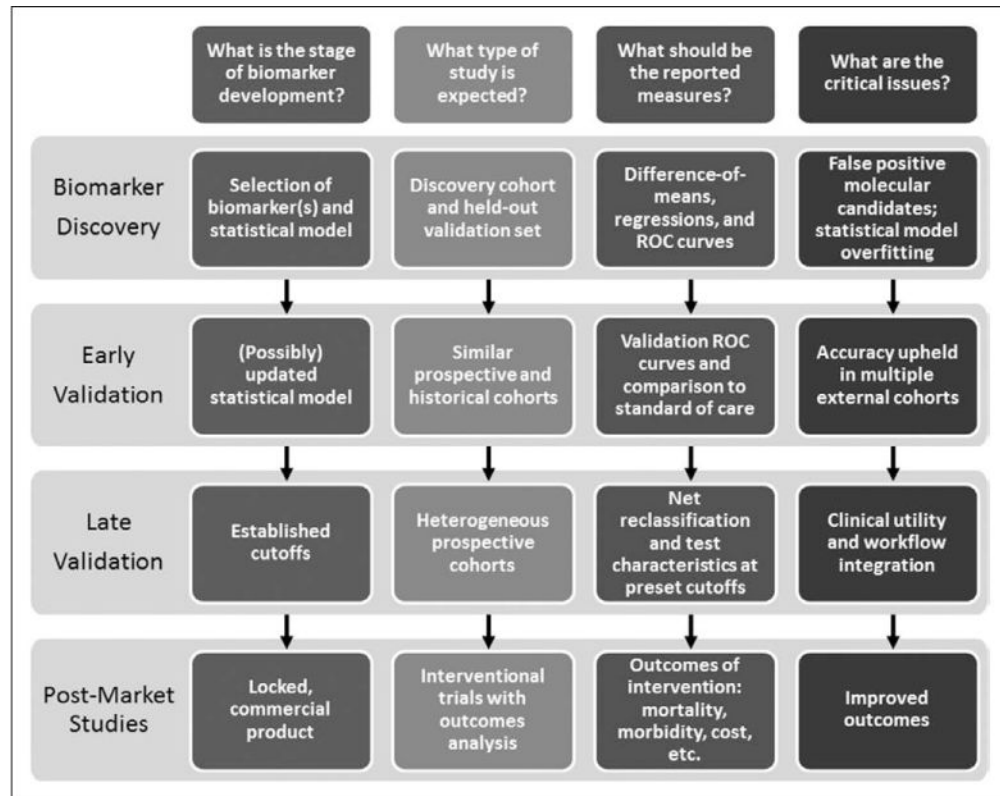 What is the stage
of biomarker
development?
What type of
study is
expected?
What should be
the reported
measures?
What are the
critical issues?
Biomarker
Discovery
Selection of
biomarker(s) and
statistical model
Discovery cohort
and held-out
validation set
Difference-of-
means,
regressions, and
ROC curves
False positive
molecular
candidates;
statistical model
overfitting
Early
Validation
(Possibly)
updated
statistical model
Similar
prospective and
historical cohorts
Validation ROC
curves and
comparison to
standard of care
Accuracy upheld
in multiple
external cohorts
Late
Validation
Established
cutoffs
Heterogeneous
prospective
cohorts
Net
reclassification
and test
characteristics at
preset cutoffs
Clinical utility
and workflow
integration
Post-Market
Studies
Locked,
commercial
product
Interventional
trials with
outcomes
analysis
Outcomes of
intervention:
mortality,
morbidity, cost,
etc.
Improved
outcomes